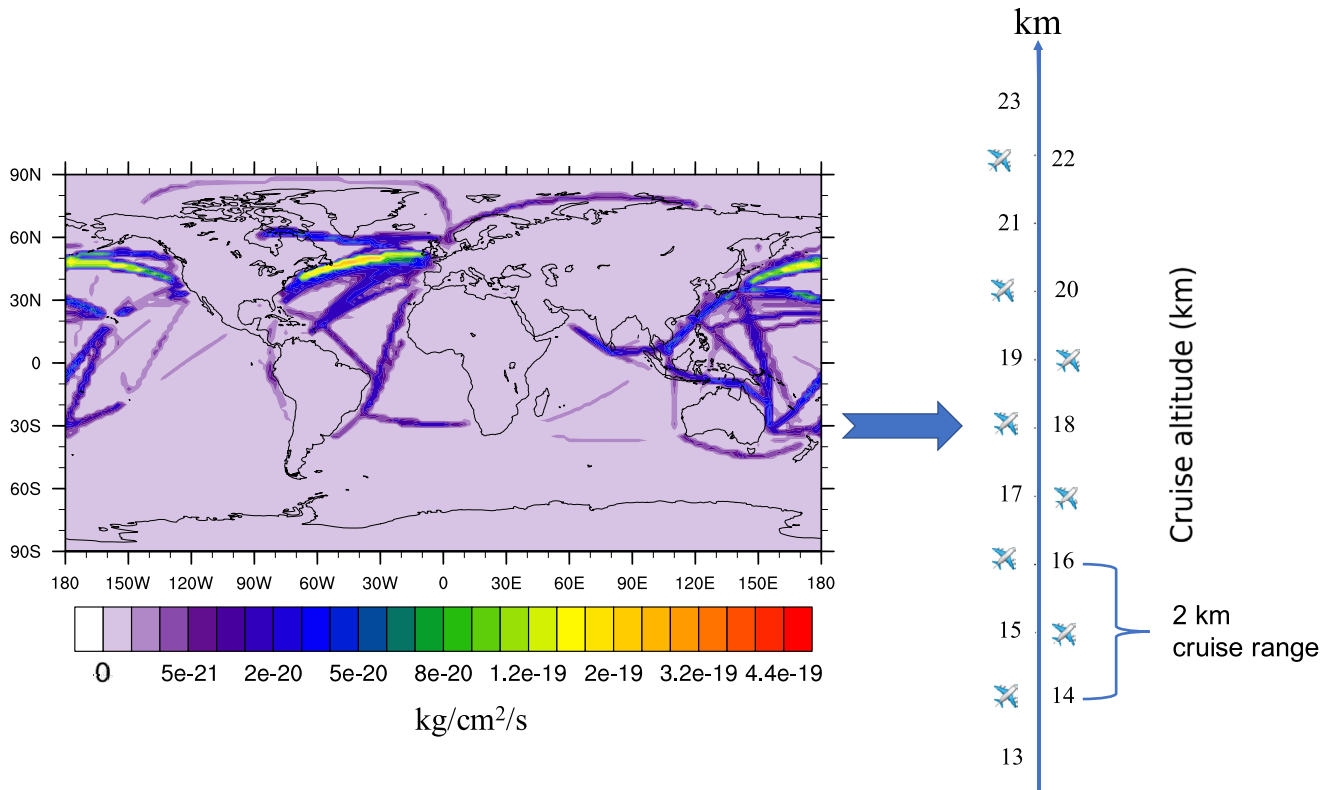 km
23
22
21
20
19
18
17
16
15
14
13
Cruise altitude (km)
2 km
cruise range
90N
60N
30N
0
30S
60S
90S
180 150W 120W 90W 60W 30W 0 30E 60E 90E 120E 150E 180
0 5e-21 2e-20 5e-20 8e-20 1.2e-19 2e-19 3.2e-19 4.4e-19
kg/cm²/s